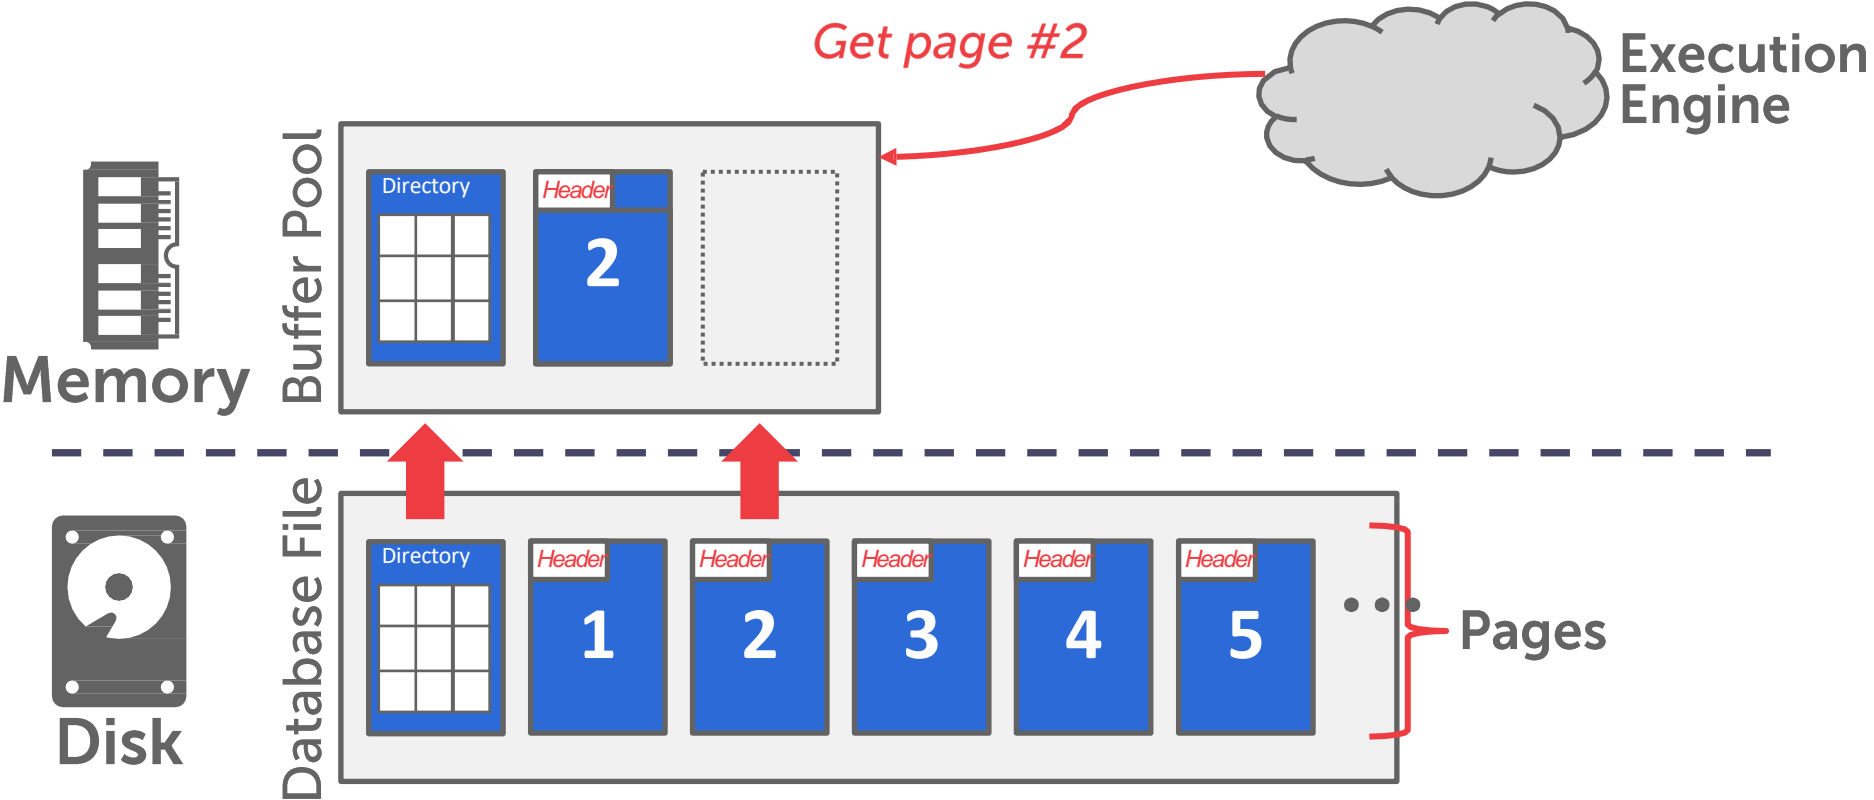 Get page #2
Execution
Engine
Buffer Pool
Directory
Header
2
Memory
Database File
Directory
Header
1
Header
2
Header
3
Header
4
Header
5
...
Pages
Disk